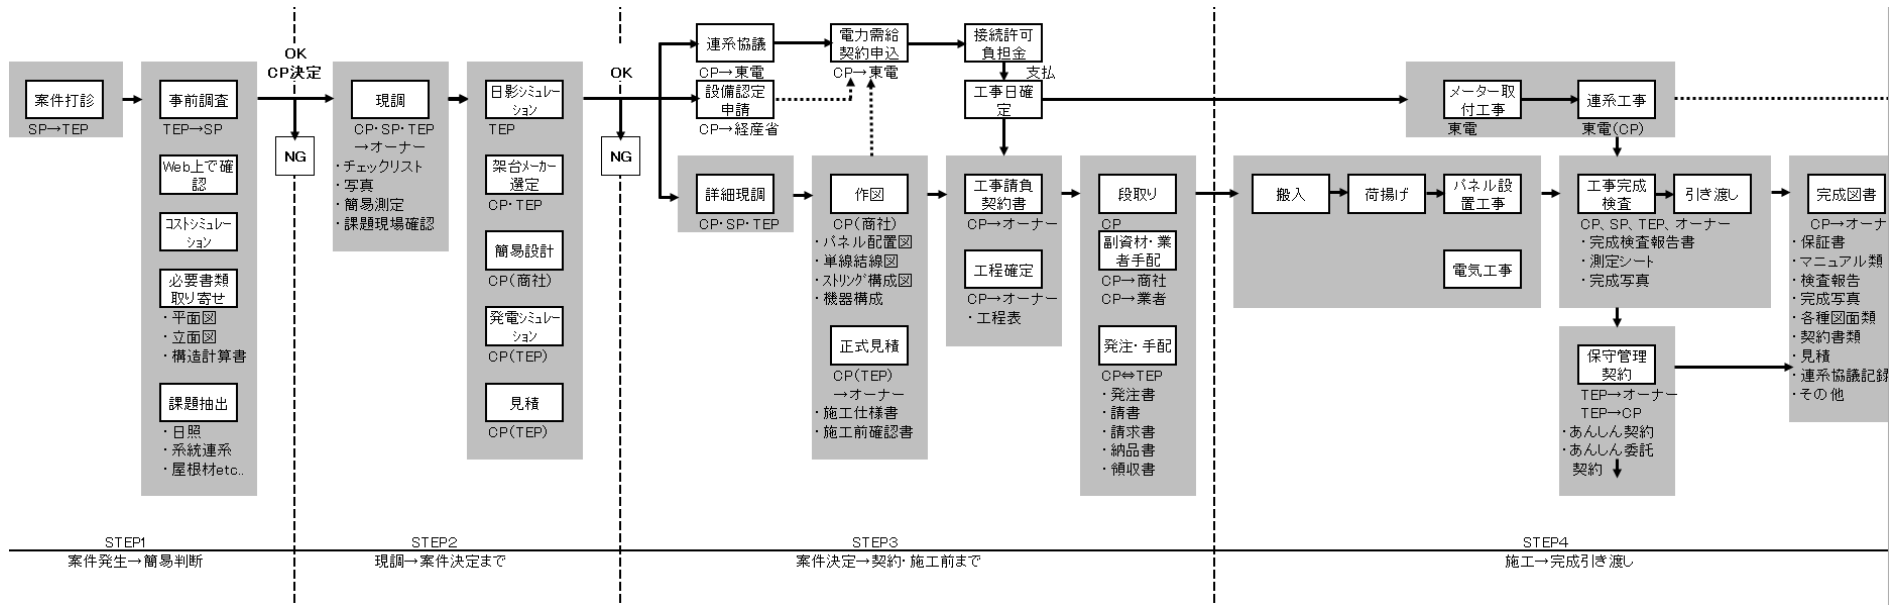 案件打診
SP→TEP
事前調査
TEP→SP
Web上で確
認
コストシミュレー
ション
必要書類
取り寄せ
・平面図
・立面図
・構造計算書
課題抽出
・日照
・系統連系
・屋根材etc..
OK
CP決定
NG
現調
CP・SP・TEP
→オーナー
・チェックリスト
・写真
・簡易測定
・課題現場確認
日影シミュレー
ション
TEP
架台メーカー
選定
CP・TEP
簡易設計
CP(商社)
発電シミュレー
ション
CP(TEP)
見積
CP(TEP)
OK
NG
連系協議
CP→東電
設備認定
申請
CP→経産省
電力需給
契約申込
CP→東電
接続許可
負担金
支払
工事日確
定
詳細現調
CP・SP・TEP
作図
CP(商社)
・パネル配置図
・単線結線図
・ストリング構成図
・機器構成
正式見積
CP(TEP)
→オーナー
・施工仕様書
・施工前確認書
工事請負
契約書
CP→オーナー
工程確定
CP→オーナー
・工程表
段取り
CP
副資材・業
者手配
CP→商社
CP→業者
発注・手配
CP⇔TEP
・発注書
・請書
・請求書
・納品書
・領収書
メーター取
付工事
東電
連系工事
東電(CP)
搬入
荷揚げ
パネル設
置工事
電気工事
工事完成
検査
引き渡し
CP、SP、TEP、オーナー
・完成検査報告書
・測定シート
・完成写真
保守管理
契約
TEP→オーナー
TEP→CP
・あんしん契約
・あんしん委託
契約
完成図書
CP→オーナ
・保証書
・マニュアル類
・検査報告
・完成写真
・各種図面類
・契約書類
・見積
・連系協議記録
・その他
STEP1
案件発生→簡易判断
STEP2
現調→案件決定まで
STEP3
案件決定→契約・施工前まで
STEP4
施工→完成引き渡し